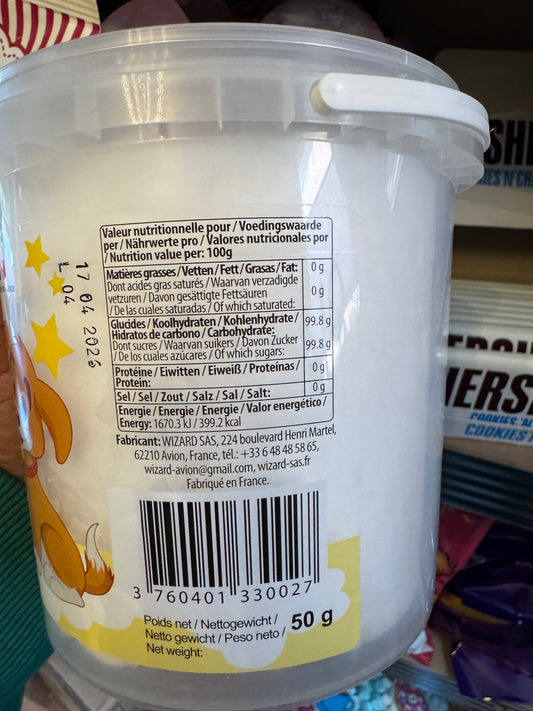 Valeur nutritionnelle pour / Voedingswaarde
per / Nährwerte pro / Valores nutricionales por
/ Nutrition value per: 100g
Matières grasses / Vetten / Fett / Grasas / Fat: 0 g
Dont acides gras saturés / Waarvan verzadigde
vetzuren / Davon gesättigte Fettsäuren
/ De las cuales saturadas / Of which saturated: 0 g
Glucides / Koolhydraten / Kohlenhydrate /
Hidratos de carbono / Carbohydrate: 99.8 g
Dont sucres / Waarvan suikers / Davon Zucker
/ De los cuales azúcares / Of which sugars: 99.8 g
Protéine / Eiwitten / Eiweiß / Proteínas /
Protein: 0 g
Sel / Sel / Zout / Salz / Sal / Salt: 0 g
Energie / Energie / Energie / Valor energético /
Energy: 1670.3 kJ / 399.2 kcal
Fabricant: WIZARD SAS, 224 boulevard Henri Martel,
62210 Avion, France, tél.: +33 6 48 48 58 65,
wizard-avion@gmail.com, wizard-sas.fr
Fabriqué en France.
3 760401 330027
Poids net / Nettogewicht /
Netto gewicht / Peso neto /
Net weight: 50 g
17 04 2026
L 04
SHE
IES'N'CR
ERSH
HERS
COOKIES 'N
COOKIES